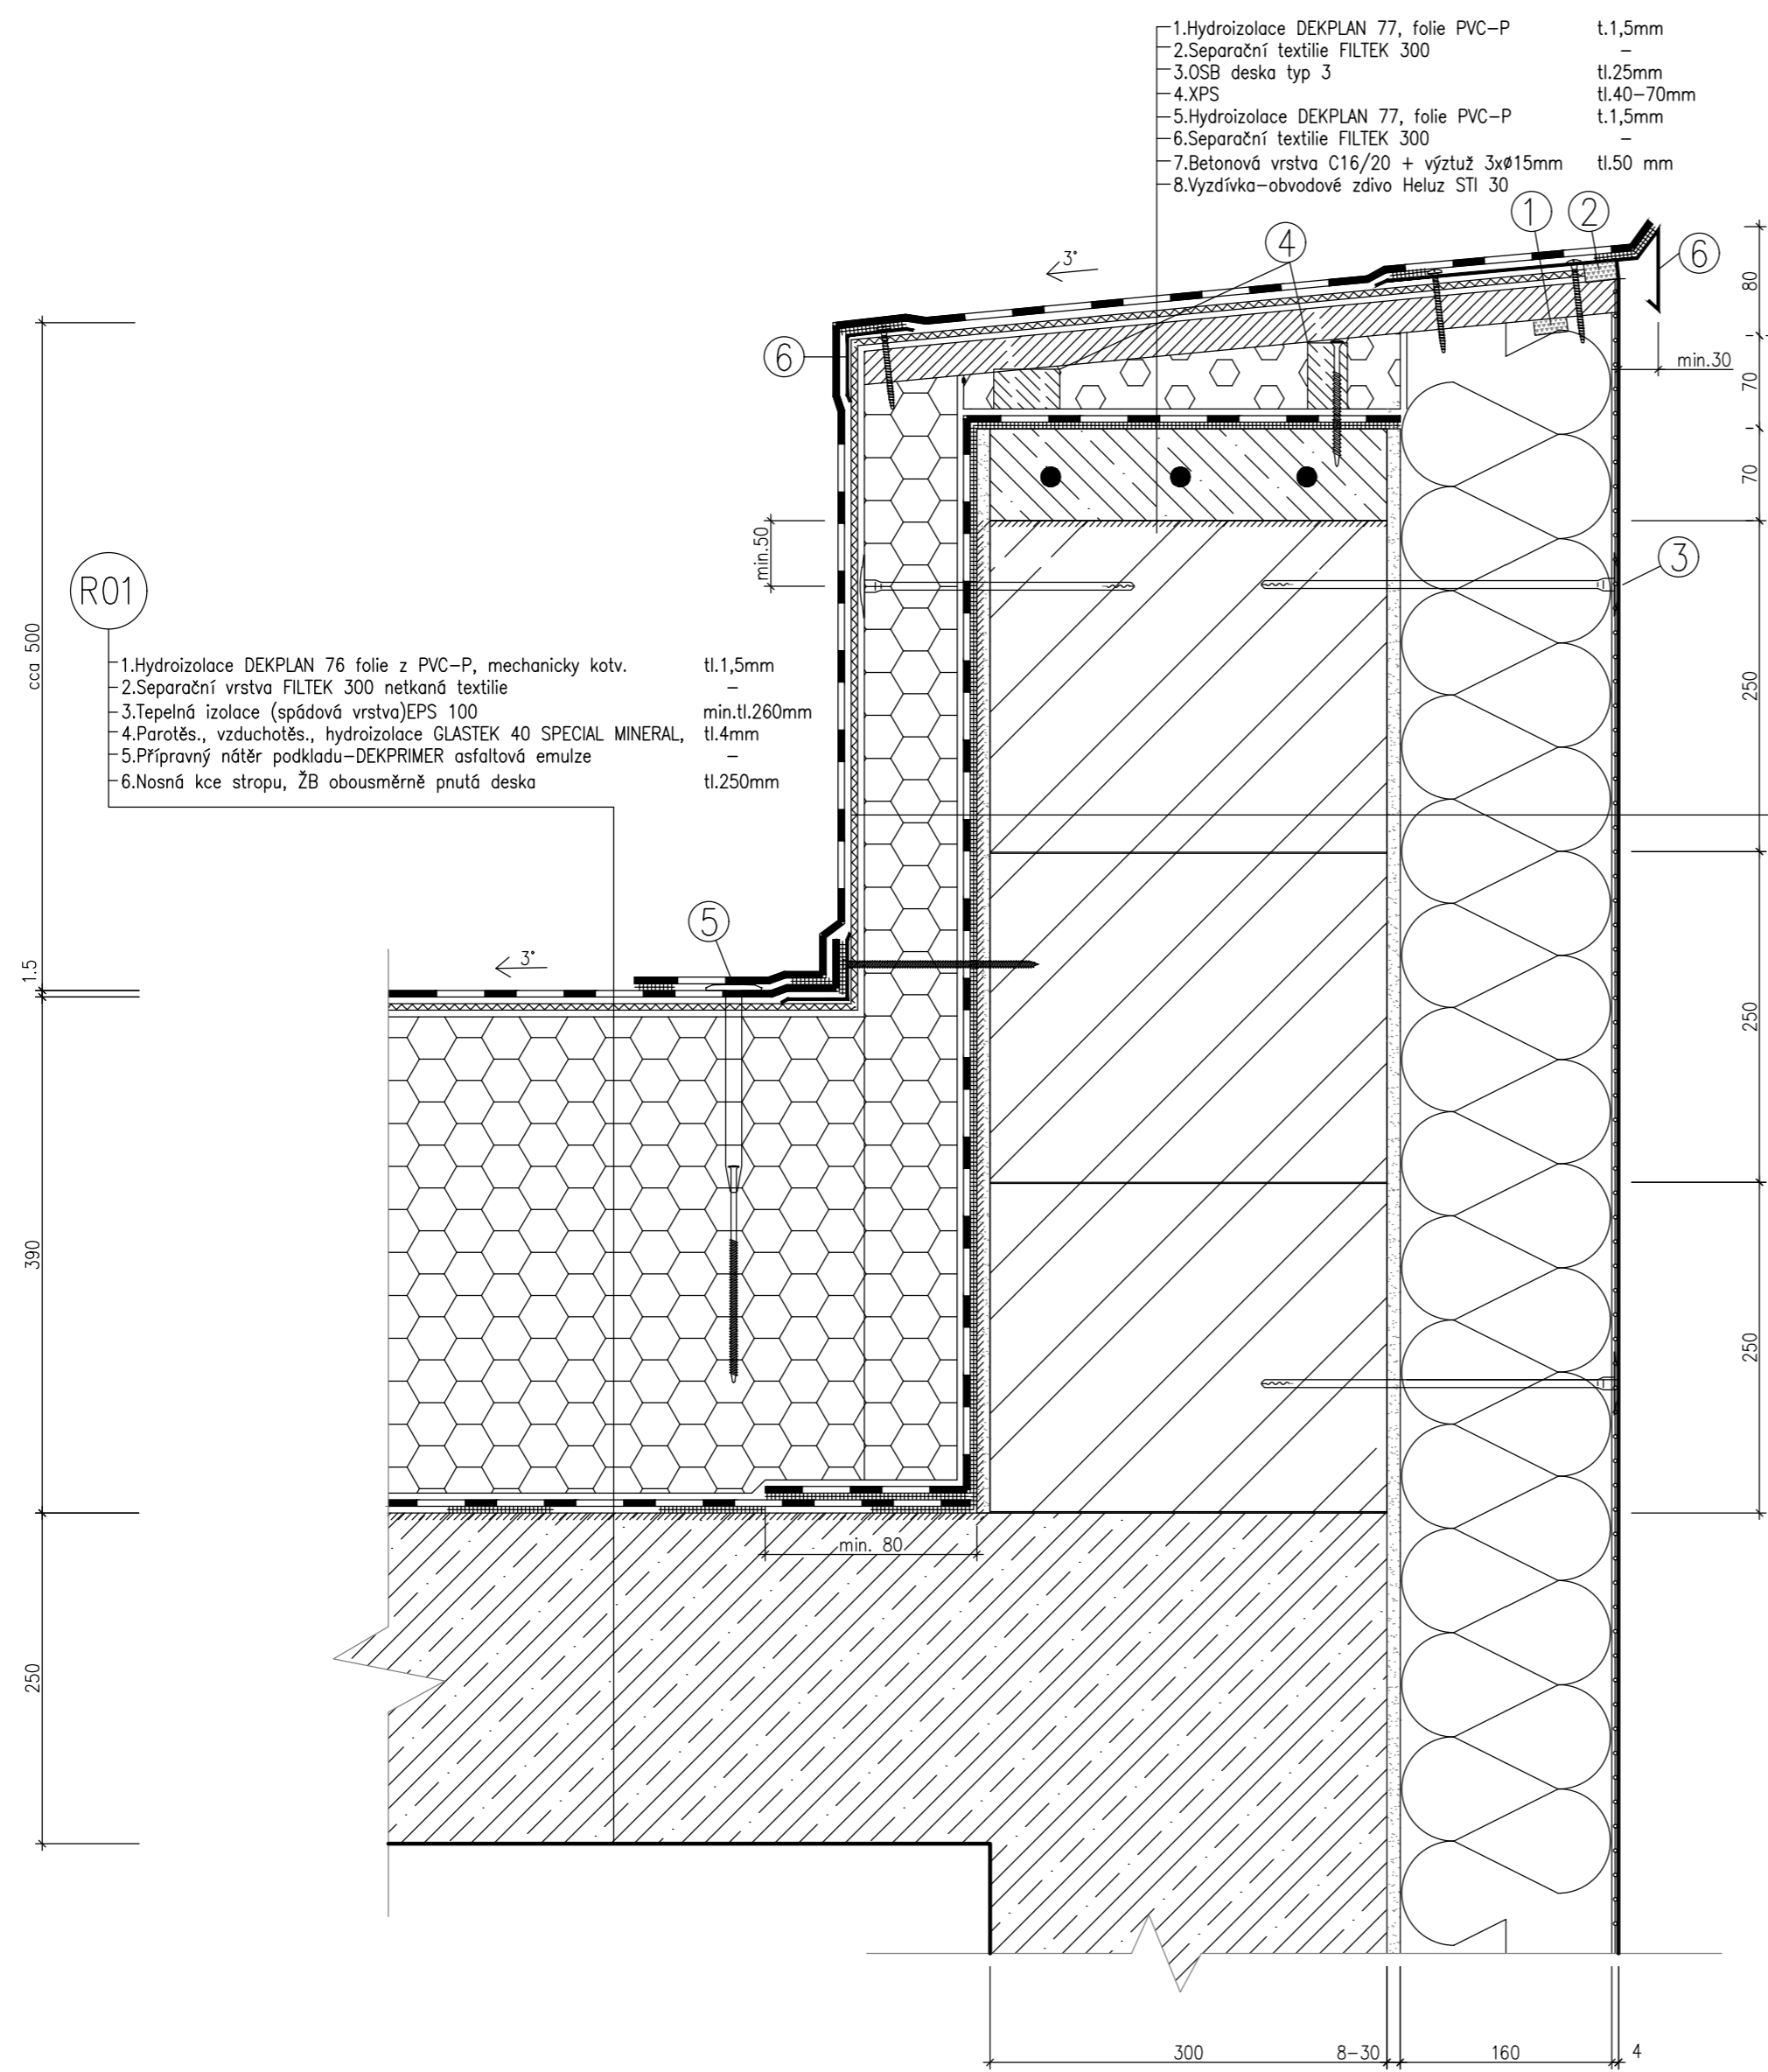 1.Hydroizolace DEKPLAN 77, folie PVC-P t.1,5mm
2.Separační textilie FILTEK 300 -
3.OSB deska typ 3 tl.25mm
4.XPS tl.40-70mm
5.Hydroizolace DEKPLAN 77, folie PVC-P t.1,5mm
6.Separační textilie FILTEK 300 -
7.Betonová vrstva C16/20 + výztuž 3xø15mm tl.50 mm
8.Vyzdívka-obvodové zdivo Heluz STI 30
1
2
4
6
3°
80
6
min.30
70
70
min.50
3
R01
cca 500
1.Hydroizolace DEKPLAN 76 folie z PVC-P, mechanicky kotv. tl.1,5mm
2.Separační vrstva FILTEK 300 netkaná textilie -
3.Tepelná izolace (spádová vrstva)EPS 100 min.tl.260mm
4.Parotěs., vzduchotěs., hydroizolace GLASTEK 40 SPECIAL MINERAL, tl.4mm
5.Přípravný nátěr podkladu-DEKPRIMER asfaltová emulze -
6.Nosná kce stropu, ŽB obousměrně pnutá deska tl.250mm
250
5
3°
1.5
250
390
250
min. 80
250
300
8-30
160
4